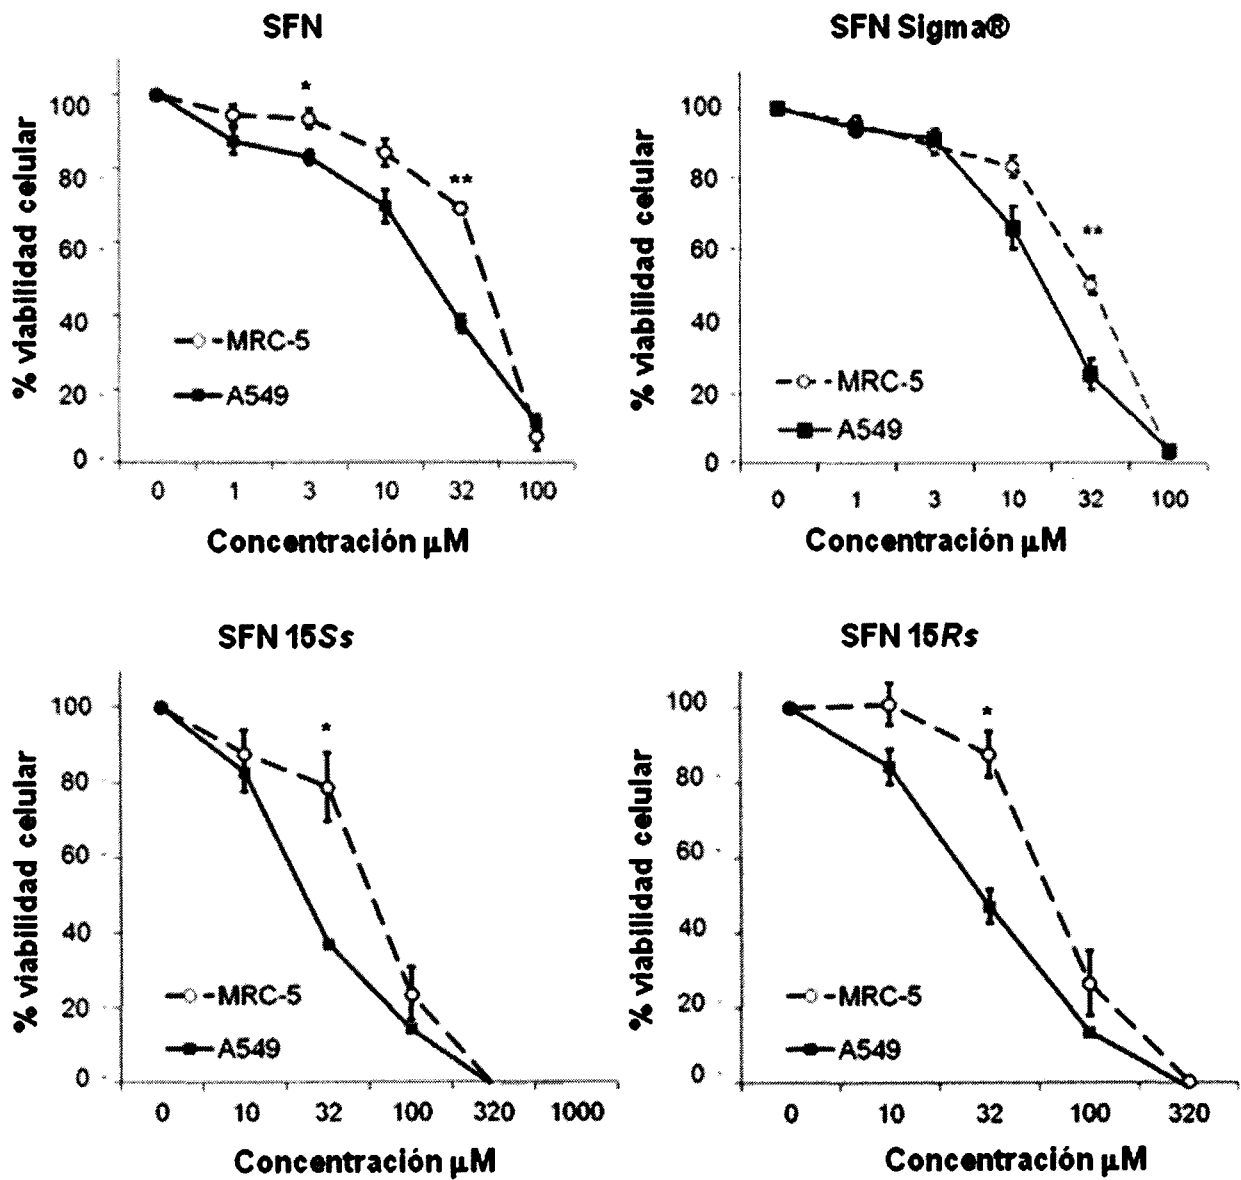 SFN
% viabilidad celular
100
80
60
40
20
0
*
**
MRC-5
A549
0 1 3 10 32 100
Concentración µM
SFN Sigma®
% viabilidad celular
100
80
60
40
20
0
**
MRC-5
A549
0 1 3 10 32 100
Concentración µM
SFN 15Ss
% viabilidad celular
100
80
60
40
20
0
*
MRC-5
A549
0 10 32 100 320 1000
Concentración µM
SFN 15Rs
% viabilidad celular
100
80
60
40
20
0
*
MRC-5
A549
0 10 32 100 320
Concentración µM